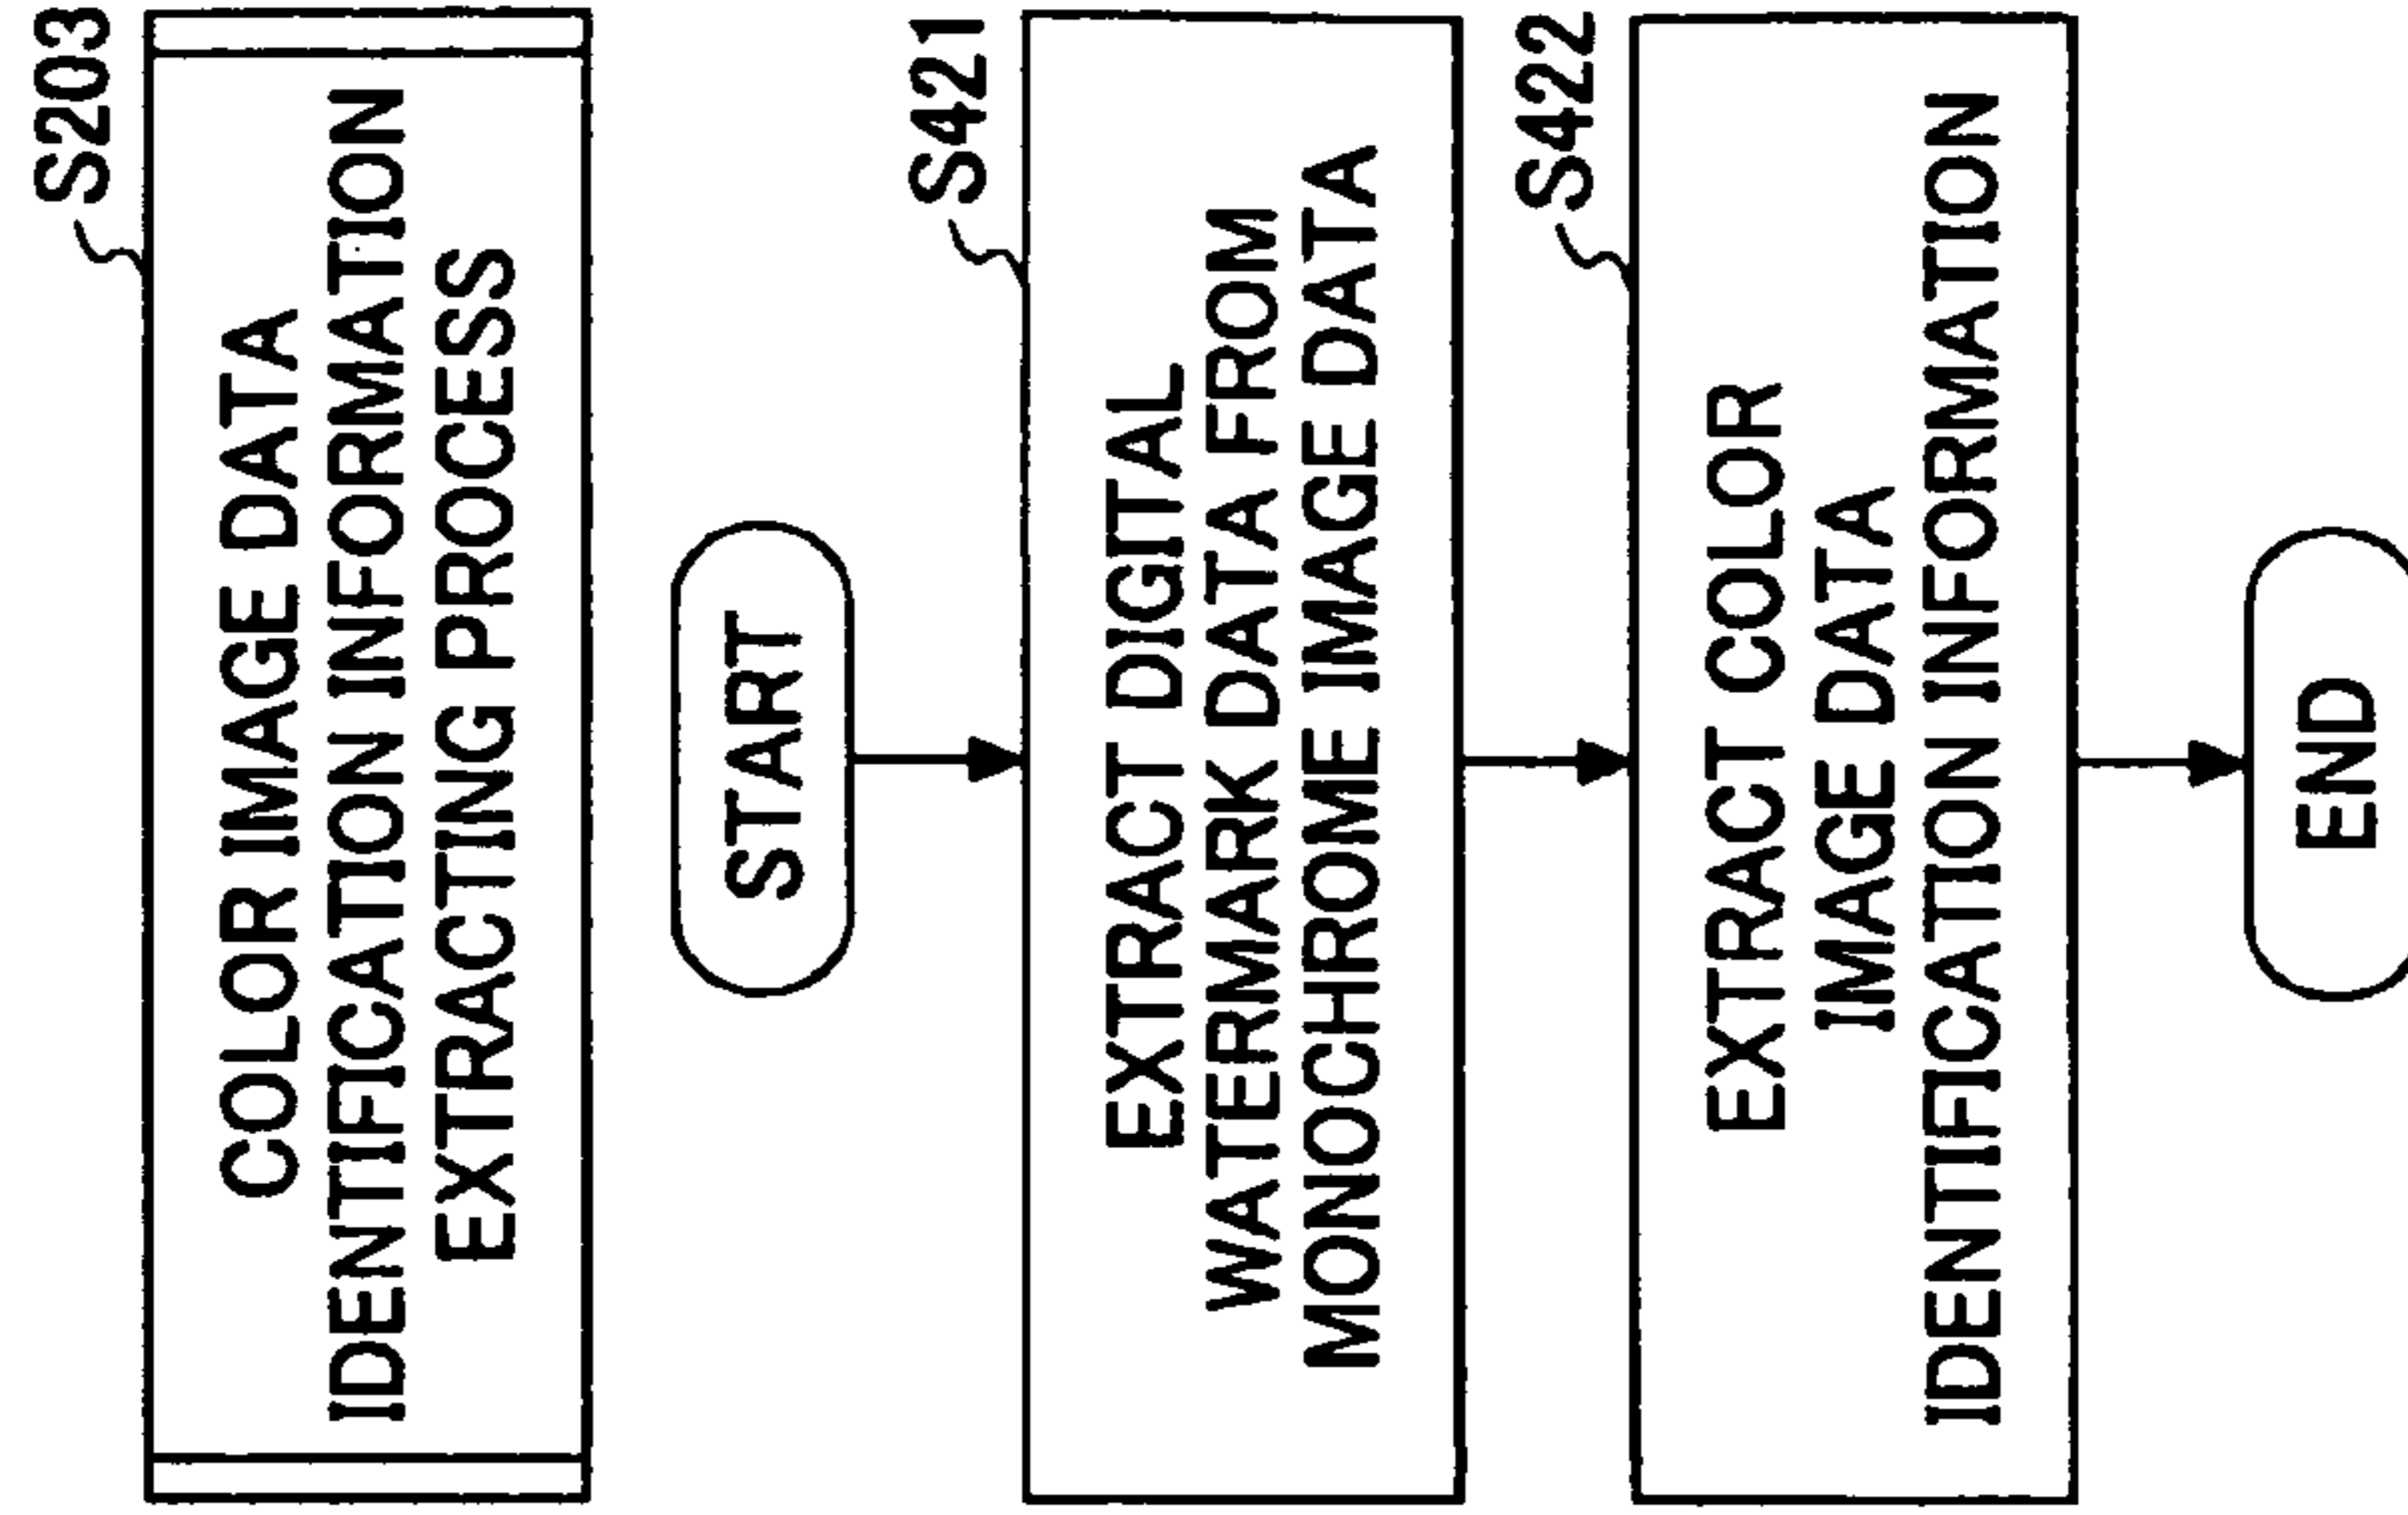 S203
COLOR IMAGE DATA
IDENTIFICATION INFORMATION
EXTRACTING PROCESS
START
S421
EXTRACT DIGITAL
WATERMARK DATA FROM
MONOCHROME IMAGE DATA
S422
EXTRACT COLOR
IMAGE DATA
IDENTIFICATION INFORMATION
END